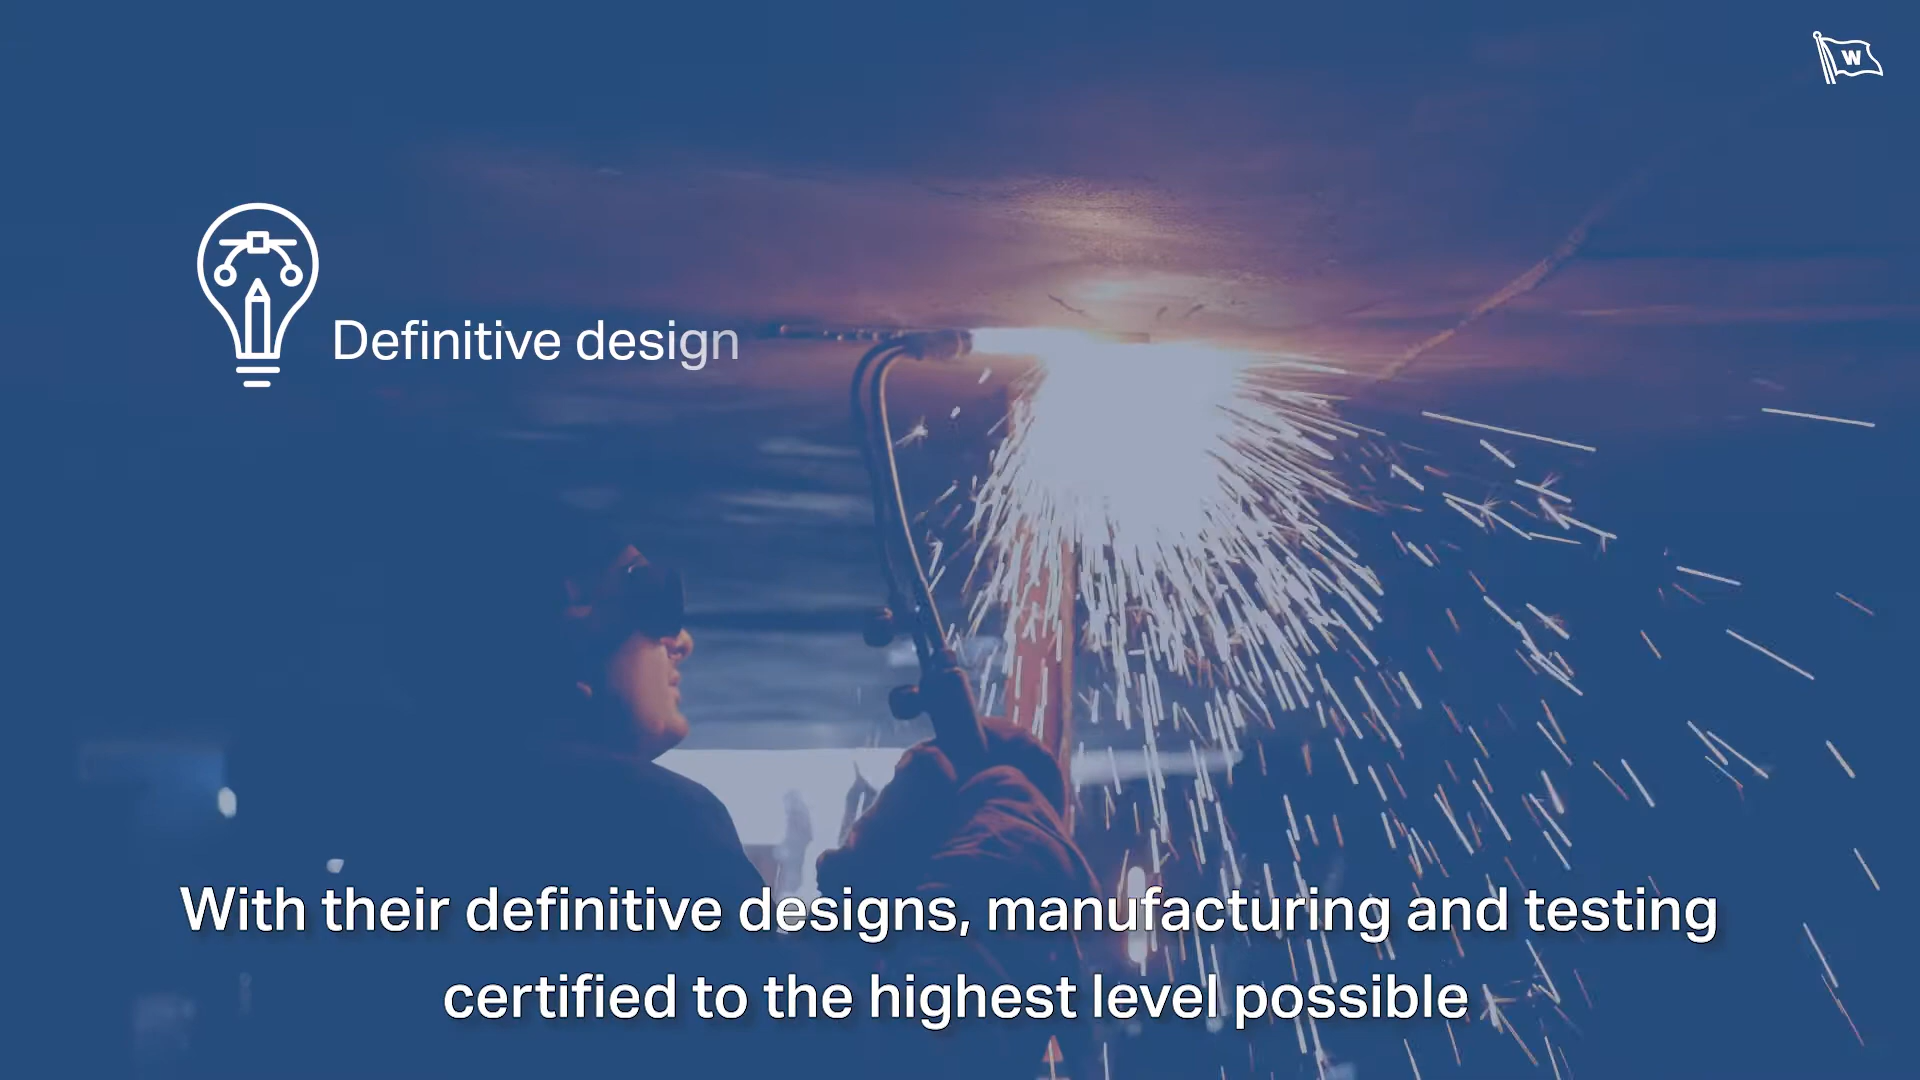 W
Definitive design
With their definitive designs, manufacturing and testing
certified to the highest level possible